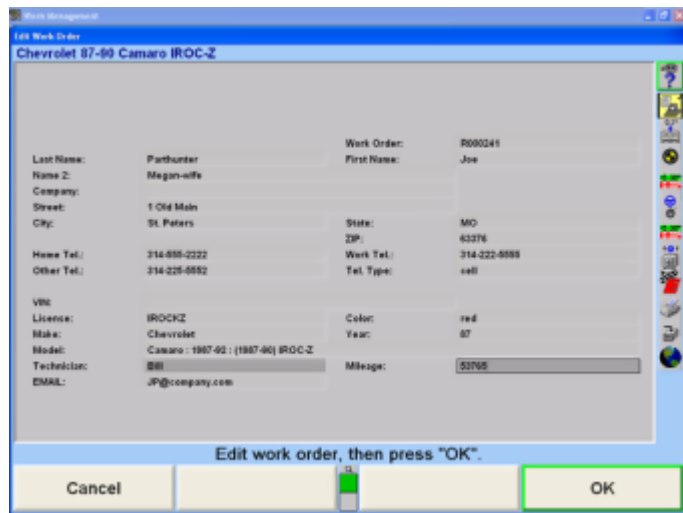 Work Management
Edit Work Order
Chevrolet 87-90 Camaro IROC-Z
Work Order: R000241
Last Name: Parthunter First Name: Joe
Name 2: Megan-wife
Company:
Street: 1 Old Main
City: St. Peters State: MO
ZIP: 63376
Home Tel.: 314-555-2222 Work Tel.: 314-222-5555
Other Tel.: 314-225-5552 Tel. Type: cell
VIN:
License: IROCKZ Color: red
Make: Chevrolet Year: 87
Model: Camaro : 1987-92 : (1987-90) IROC-Z
Technician: Bill Mileage: 53765
EMAIL: JP@company.com
Edit work order, then press "OK".
Cancel OK